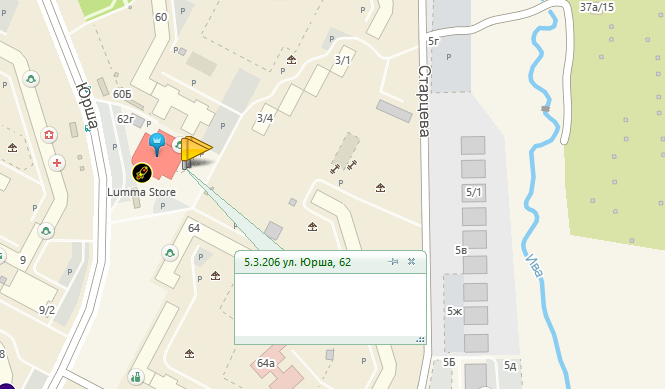 37а/15
60
5г
3/1
Юрша
60Б
Старцева
62г
3/4
Lumma Store
5/1
64
5в
9
5.3.206 ул. Юрша, 62
Ива
9/2
5ж
8
64а
5Б
5д
P
P
P
P
P
P
P
P
P
P
P
P
P
P